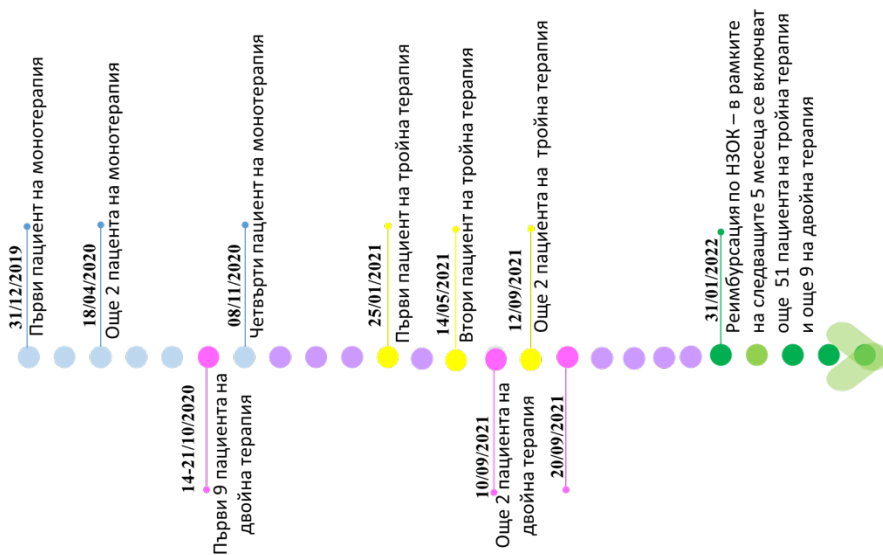 31/12/2019
Първи пациент на монотерапия
18/04/2020
Още 2 пацента на монотерапия
14-21/10/2020
Първи 9 пациента на
двойна терапия
08/11/2020
Четвърти пациент на монотерапия
25/01/2021
Първи пациент на тройна терапия
14/05/2021
Втори пациент на тройна терапия
10/09/2021
Още 2 пациента на
двойна терапия
12/09/2021
Още 2 пациента на тройна терапия
20/09/2021
31/01/2022
Реимбурсация по НЗОК – в рамките
на следващите 5 месеца се включват
още 51 пациента на тройна терапия
и още 9 на двойна терапия